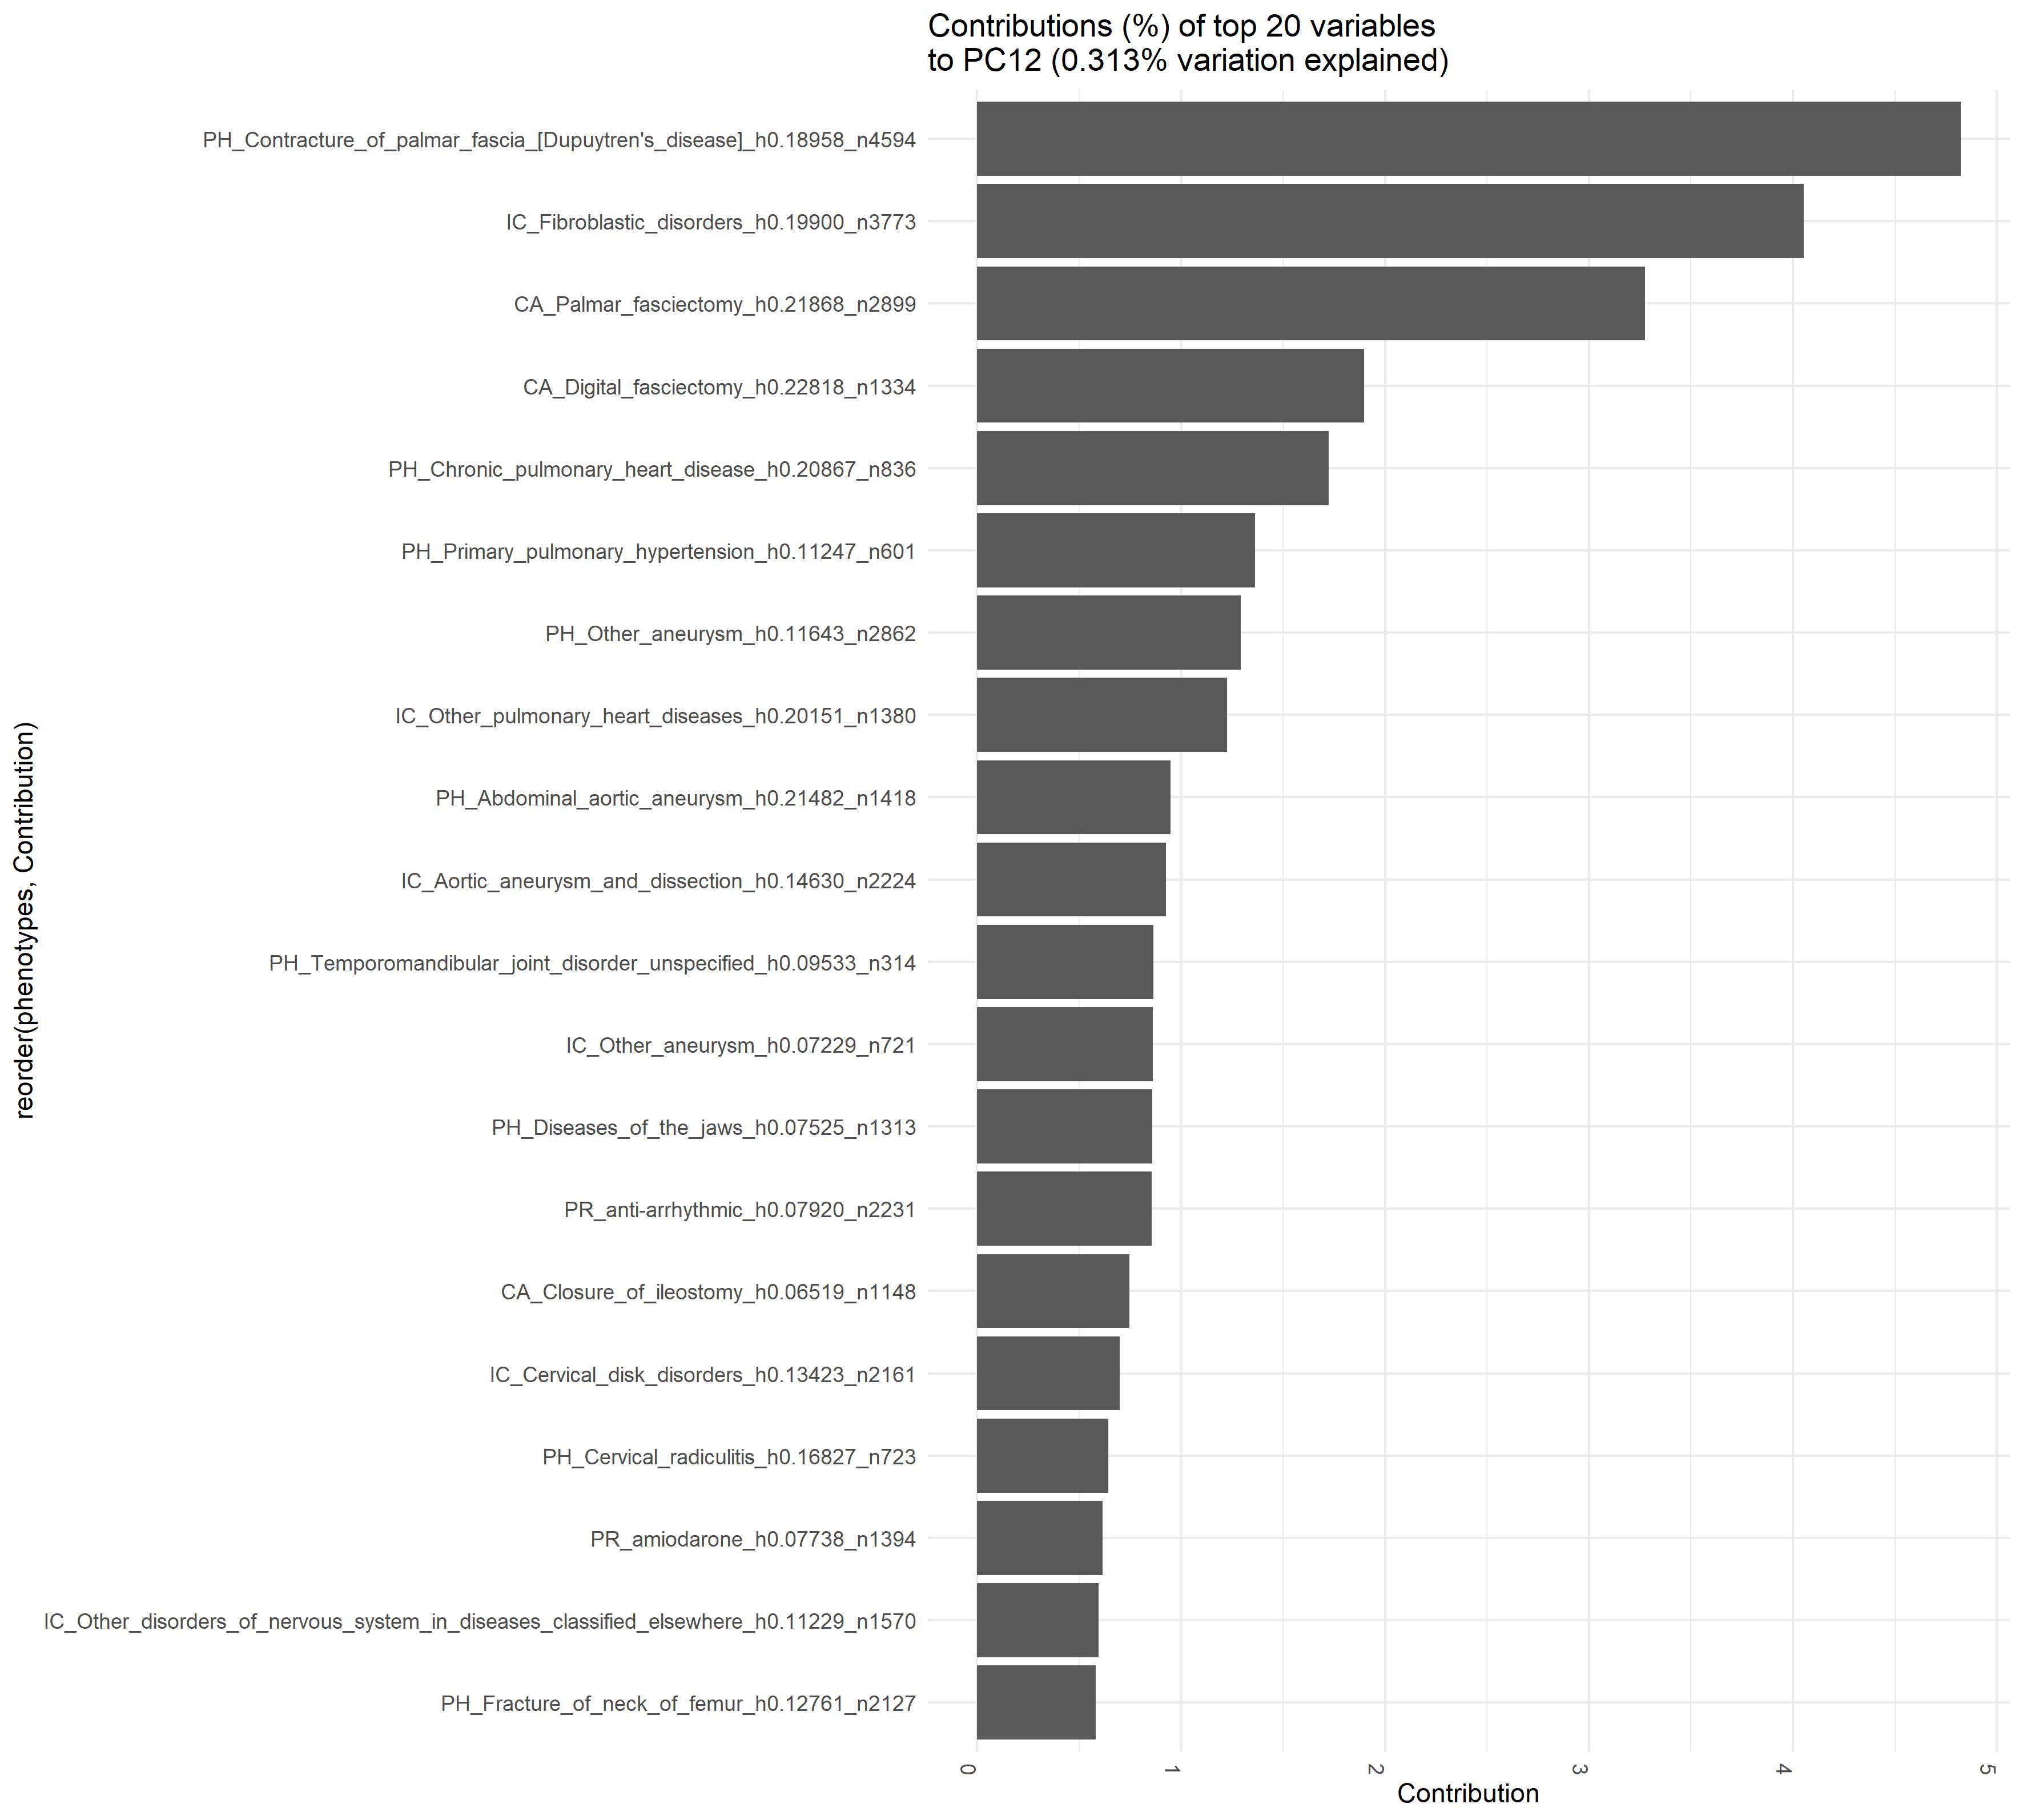 Contributions (%) of top 20 variables
to PC12 (0.313% variation explained)
PH_Contracture_of_palmar_fascia_[Dupuytren's_disease]_h0.18958_n4594
IC_Fibroblastic_disorders_h0.19900_n3773
CA_Palmar_fasciectomy_h0.21868_n2899
CA_Digital_fasciectomy_h0.22818_n1334
PH_Chronic_pulmonary_heart_disease_h0.20867_n836
PH_Primary_pulmonary_hypertension_h0.11247_n601
PH_Other_aneurysm_h0.11643_n2862
IC_Other_pulmonary_heart_diseases_h0.20151_n1380
PH_Abdominal_aortic_aneurysm_h0.21482_n1418
IC_Aortic_aneurysm_and_dissection_h0.14630_n2224
PH_Temporomandibular_joint_disorder_unspecified_h0.09533_n314
IC_Other_aneurysm_h0.07229_n721
PH_Diseases_of_the_jaws_h0.07525_n1313
PR_anti-arrhythmic_h0.07920_n2231
CA_Closure_of_ileostomy_h0.06519_n1148
IC_Cervical_disk_disorders_h0.13423_n2161
PH_Cervical_radiculitis_h0.16827_n723
PR_amiodarone_h0.07738_n1394
IC_Other_disorders_of_nervous_system_in_diseases_classified_elsewhere_h0.11229_n1570
PH_Fracture_of_neck_of_femur_h0.12761_n2127
reorder(phenotypes, Contribution)
0 1 2 3 4 5
Contribution